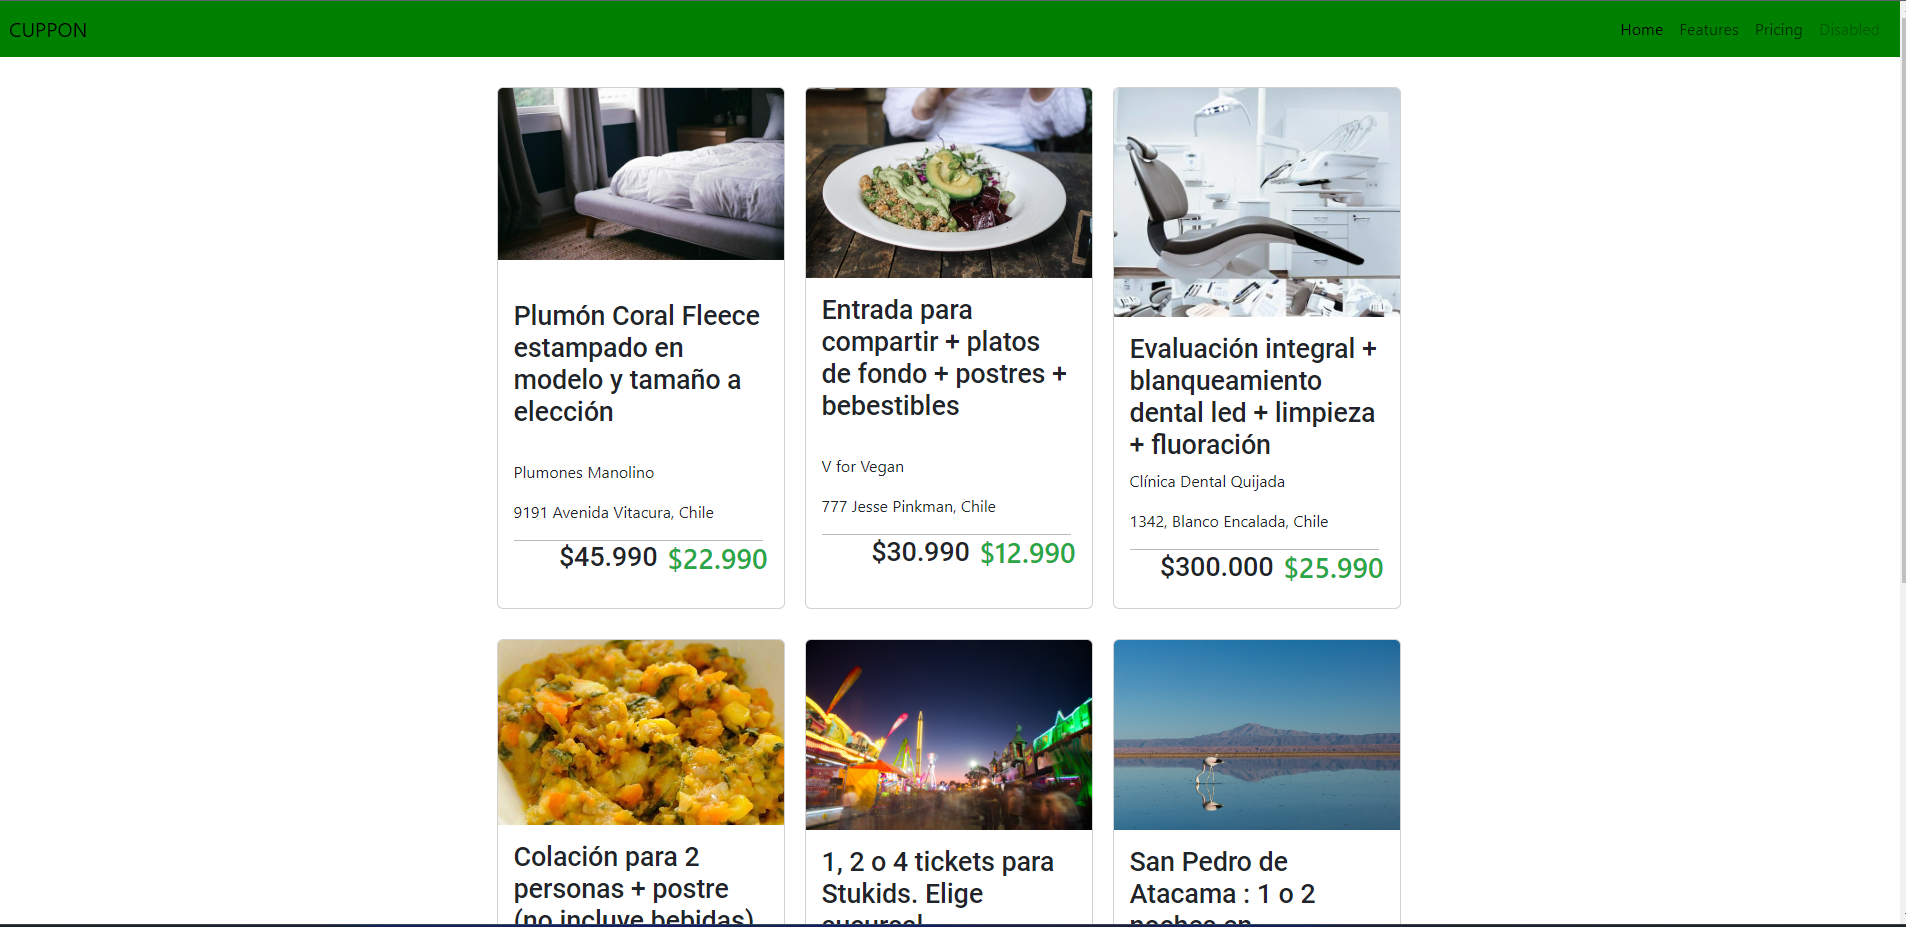 CUPPON
Home Features Pricing Disabled
Plumón Coral Fleece
estampado en
modelo y tamaño a
elección
Plumones Manolino
9191 Avenida Vitacura, Chile
$45.990 $22.990
Entrada para
compartir + platos
de fondo + postres +
bebestibles
V for Vegan
777 Jesse Pinkman, Chile
$30.990 $12.990
Evaluación integral +
blanqueamiento
dental led + limpieza
+ fluoración
Clínica Dental Quijada
1342, Blanco Encalada, Chile
$300.000 $25.990
Colación para 2
personas + postre
(no incluye bebidas)
1, 2 o 4 tickets para
Stukids. Elige
sucursal
San Pedro de
Atacama : 1 o 2
noches en